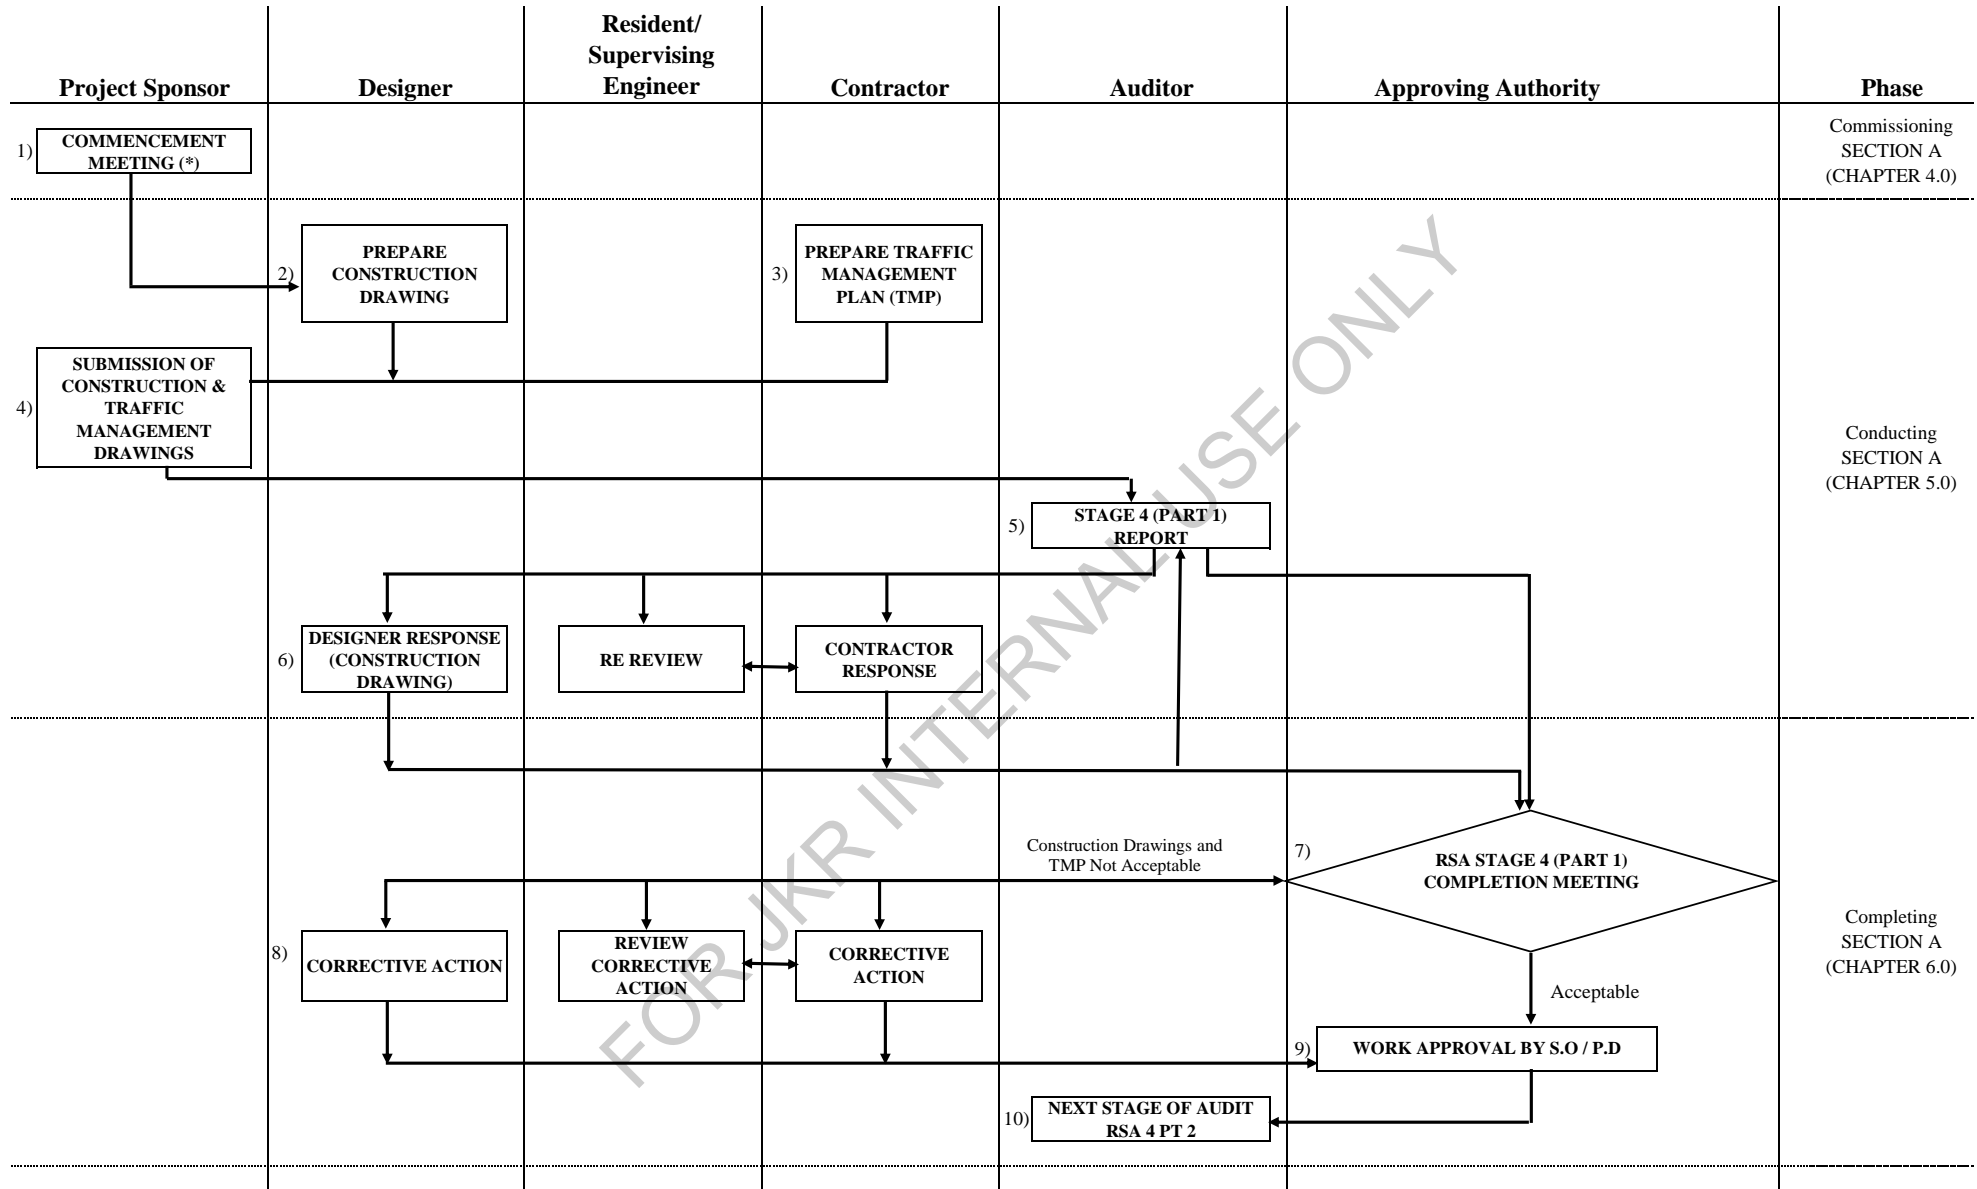 Resident/
Supervising
Engineer
Project Sponsor
Designer
Contractor
Auditor
Approving Authority
Phase
1)
COMMENCEMENT
MEETING (*)
Commissioning
SECTION A
(CHAPTER 4.0)
2)
PREPARE
CONSTRUCTION
DRAWING
3)
PREPARE TRAFFIC
MANAGEMENT
PLAN (TMP)
4)
SUBMISSION OF
CONSTRUCTION &
TRAFFIC
MANAGEMENT
DRAWINGS
Conducting
SECTION A
(CHAPTER 5.0)
5)
STAGE 4 (PART 1)
REPORT
6)
DESIGNER RESPONSE
(CONSTRUCTION
DRAWING)
RE REVIEW
CONTRACTOR
RESPONSE
Construction Drawings and
TMP Not Acceptable
7)
RSA STAGE 4 (PART 1)
COMPLETION MEETING
8)
CORRECTIVE ACTION
REVIEW
CORRECTIVE
ACTION
CORRECTIVE
ACTION
Completing
SECTION A
(CHAPTER 6.0)
Acceptable
9)
WORK APPROVAL BY S.O / P.D
10)
NEXT STAGE OF AUDIT
RSA 4 PT 2
FOR JKR INTERNAL USE ONLY